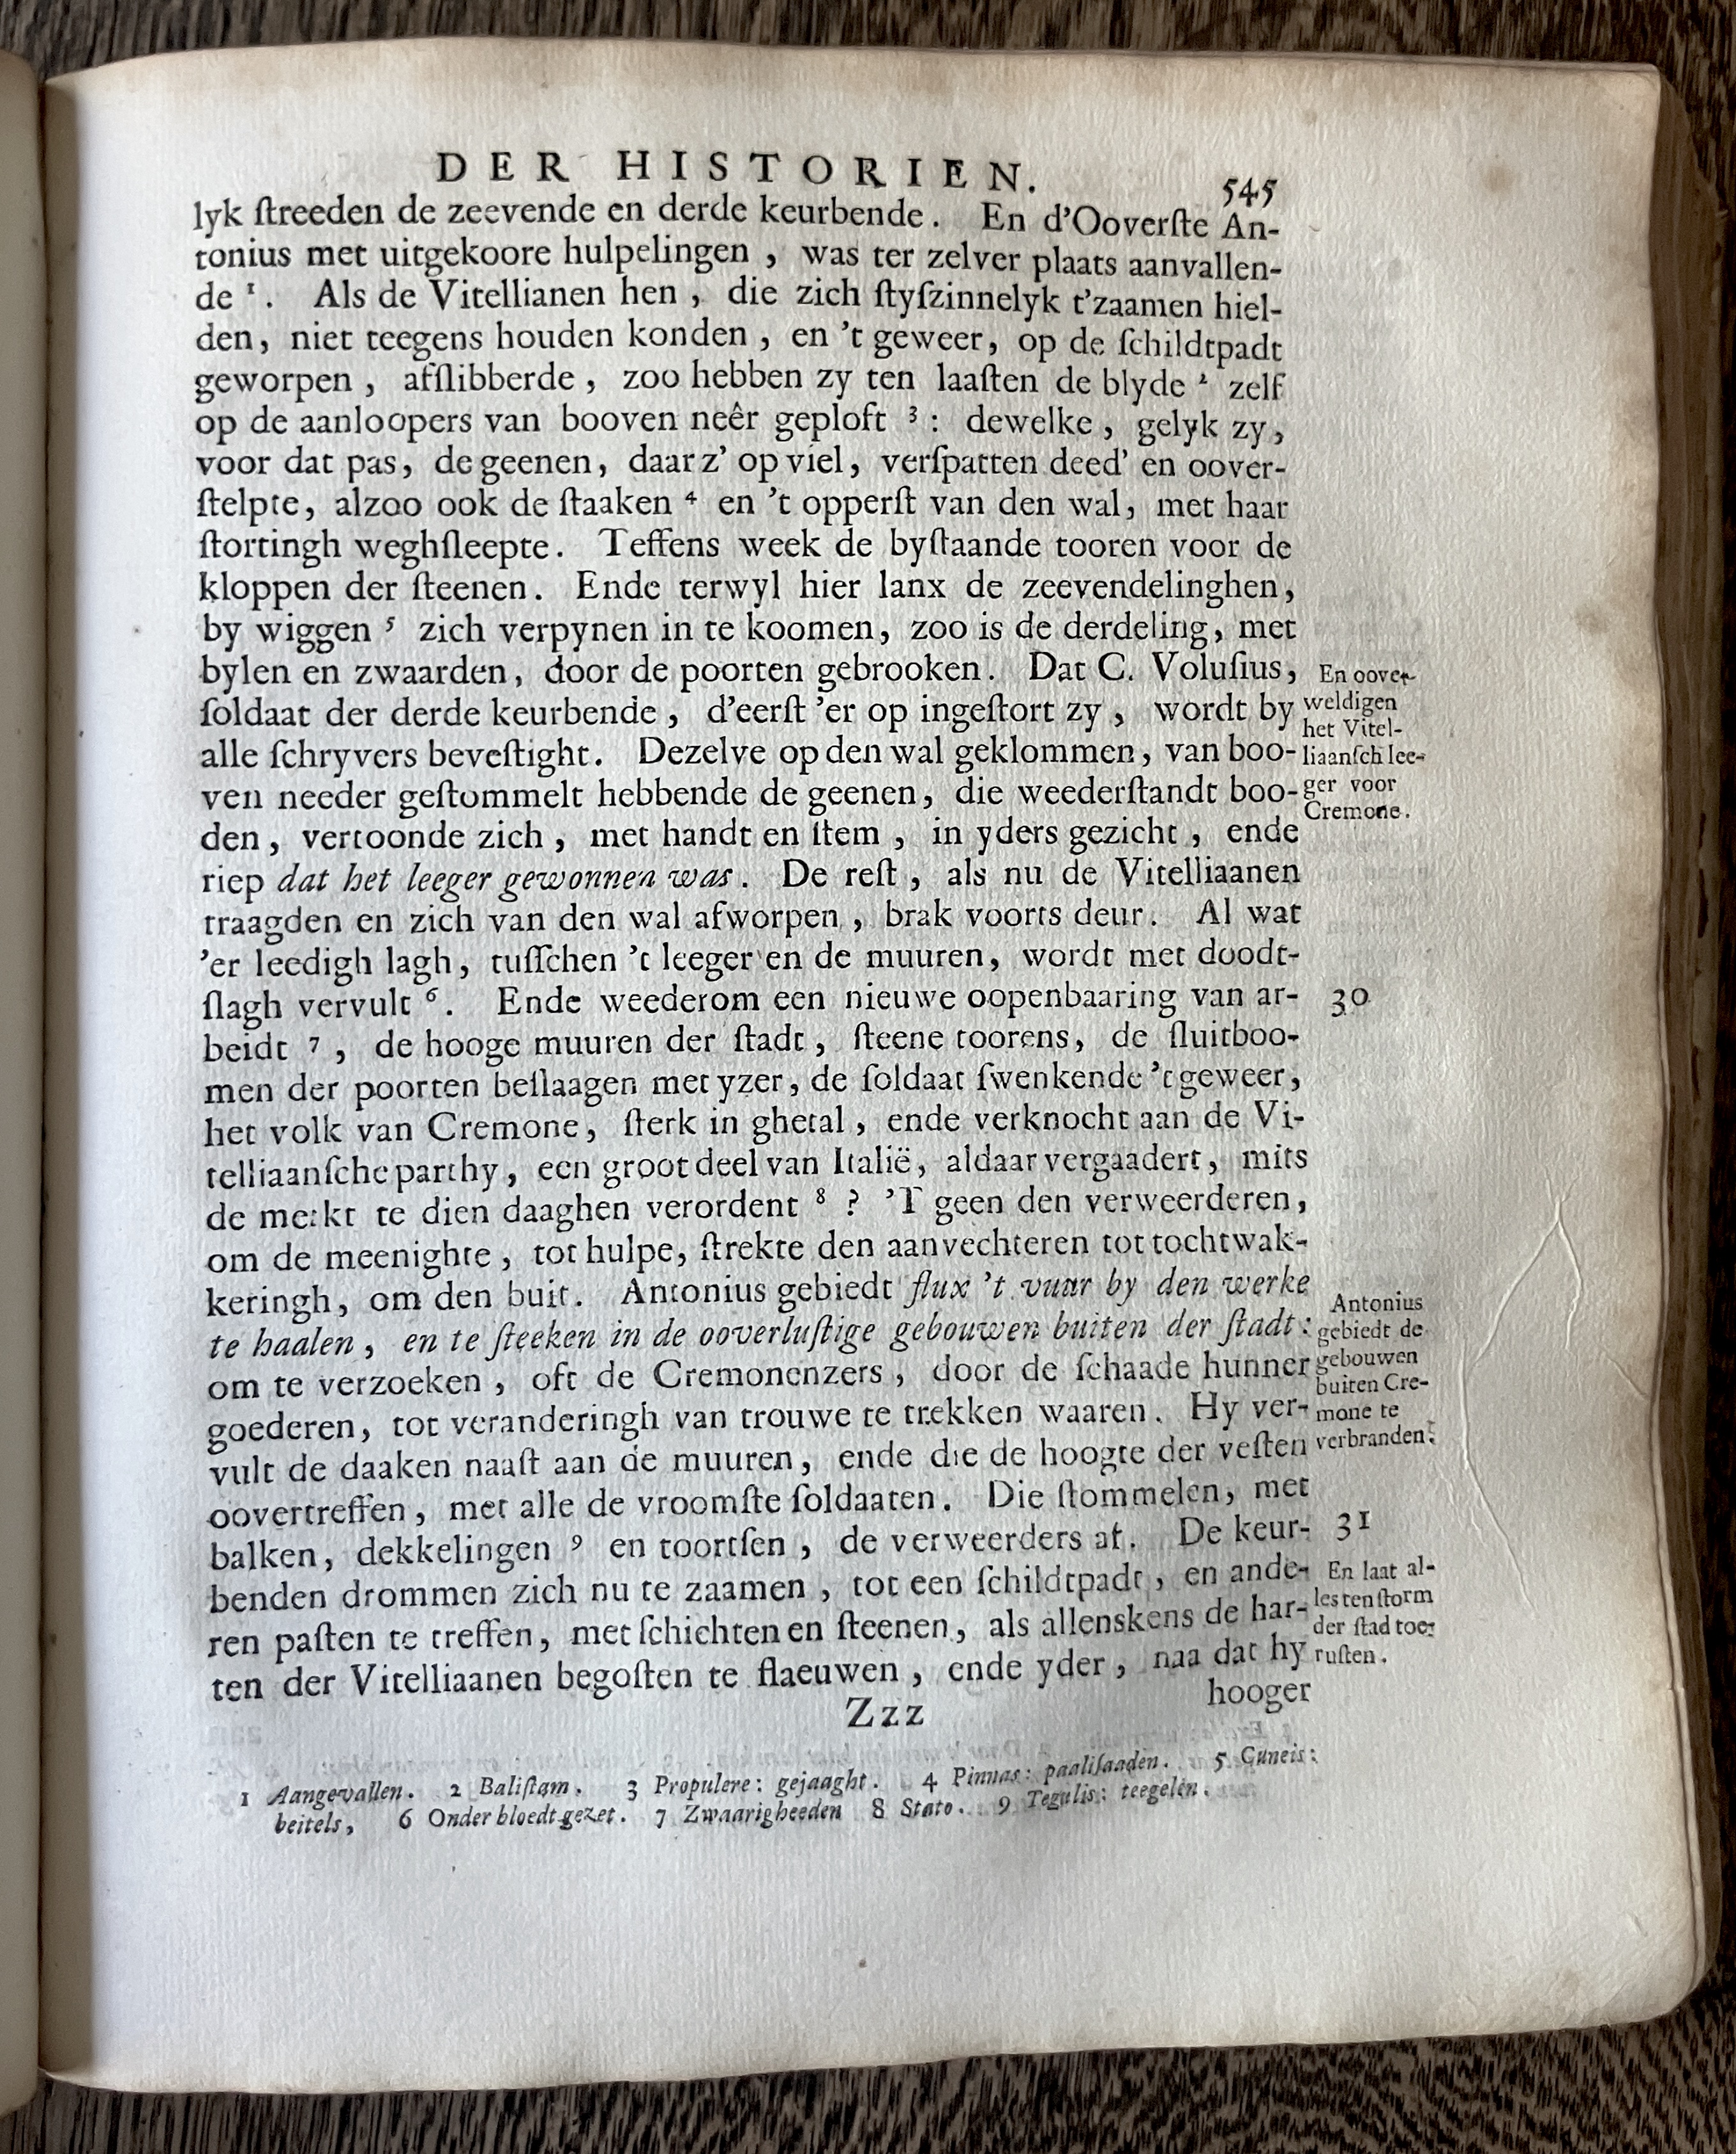 DER HISTORIEN.
545
lyk ſtreeden de zeevende en derde keurbende. En d'Ooverſte An-
tonius met uitgekoore hulpelingen, was ter zelver plaats aanvallen-
de ¹. Als de Vitellianen hen, die zich ſtyfzinnelyk t'zaamen hiel-
den, niet teegens houden konden, en 't geweer, op de ſchildtpadt
geworpen, afſlibberde, zoo hebben zy ten laaſten de blyde ² zelf
op de aanloopers van booven neêr geploft ³: dewelke, gelyk zy,
voor dat pas, de geenen, daar z' op viel, verſpatten deed' en oover-
ſtelpte, alzoo ook de ſtaaken ⁴ en 't opperſt van den wal, met haar
ſtortingh weghſleepte. Teffens week de byſtaande tooren voor de
kloppen der ſteenen. Ende terwyl hier lanx de zeevendelinghen,
by wiggen ⁵ zich verpynen in te koomen, zoo is de derdeling, met
bylen en zwaarden, door de poorten gebrooken. Dat C. Voluſius,
ſoldaat der derde keurbende, d'eerſt 'er op ingeſtort zy, wordt by
alle ſchryvers beveſtight. Dezelve op den wal geklommen, van boo-
ven needer geſtommelt hebbende de geenen, die weederſtandt boo-
den, vertoonde zich, met handt en ſtem, in yders gezicht, ende
riep dat het leeger gewonnen was. De reſt, als nu de Vitelliaanen
traagden en zich van den wal afworpen, brak voorts deur. Al wat
'er leedigh lagh, tuſſchen 't leeger en de muuren, wordt met doodt-
ſlagh vervult ⁶. Ende weederom een nieuwe oopenbaaring van ar-
beidt ⁷, de hooge muuren der ſtadt, ſteene toorens, de ſluitboo-
men der poorten beſlaagen met yzer, de ſoldaat ſwenkende 't geweer,
het volk van Cremone, ſterk in ghetal, ende verknocht aan de Vi-
telliaanſche parthy, een groot deel van Italië, aldaar vergaadert, mits
de merkt te dien daaghen verordent ⁸? 'T geen den verweerderen,
om de meenighte, tot hulpe, ſtrekte den aanvechteren tot tochtwak-
keringh, om den buit. Antonius gebiedt flux 't vuur by den werke
te haalen, en te ſteeken in de ooverluſtige gebouwen buiten der ſtadt:
om te verzoeken, oft de Cremonenzers, door de ſchaade hunner
goederen, tot veranderingh van trouwe te trekken waaren. Hy ver-
vult de daaken naaſt aan de muuren, ende die de hoogte der veſten
oovertreffen, met alle de vroomſte ſoldaaten. Die ſtommelen, met
balken, dekkelingen ⁹ en toortſen, de verweerders af. De keur-
benden drommen zich nu te zaamen, tot een ſchildtpadt, en ande-
ren paſten te treffen, met ſchichten en ſteenen, als allenskens de har-
ten der Vitelliaanen begoſten te flaeuwen, ende yder, naa dat hy
Zzz hooger
En oover-
weldigen
het Vitel-
liaanſch lee-
ger voor
Cremone.
30
Antonius
gebiedt de
gebouwen
buiten Cre-
mone te
verbranden.
31
En laat al-
les ten ſtorm
der ſtad toe-
ruſten.
1 Aangevallen. 2 Baliſtam. 3 Propulere: gejaaght. 4 Pinnas: paaliſaaden. 5 Cuneis:
beitels, 6 Onder bloedt gezet. 7 Zwaarigheeden 8 Stato. 9 Tegulis: teegelen.